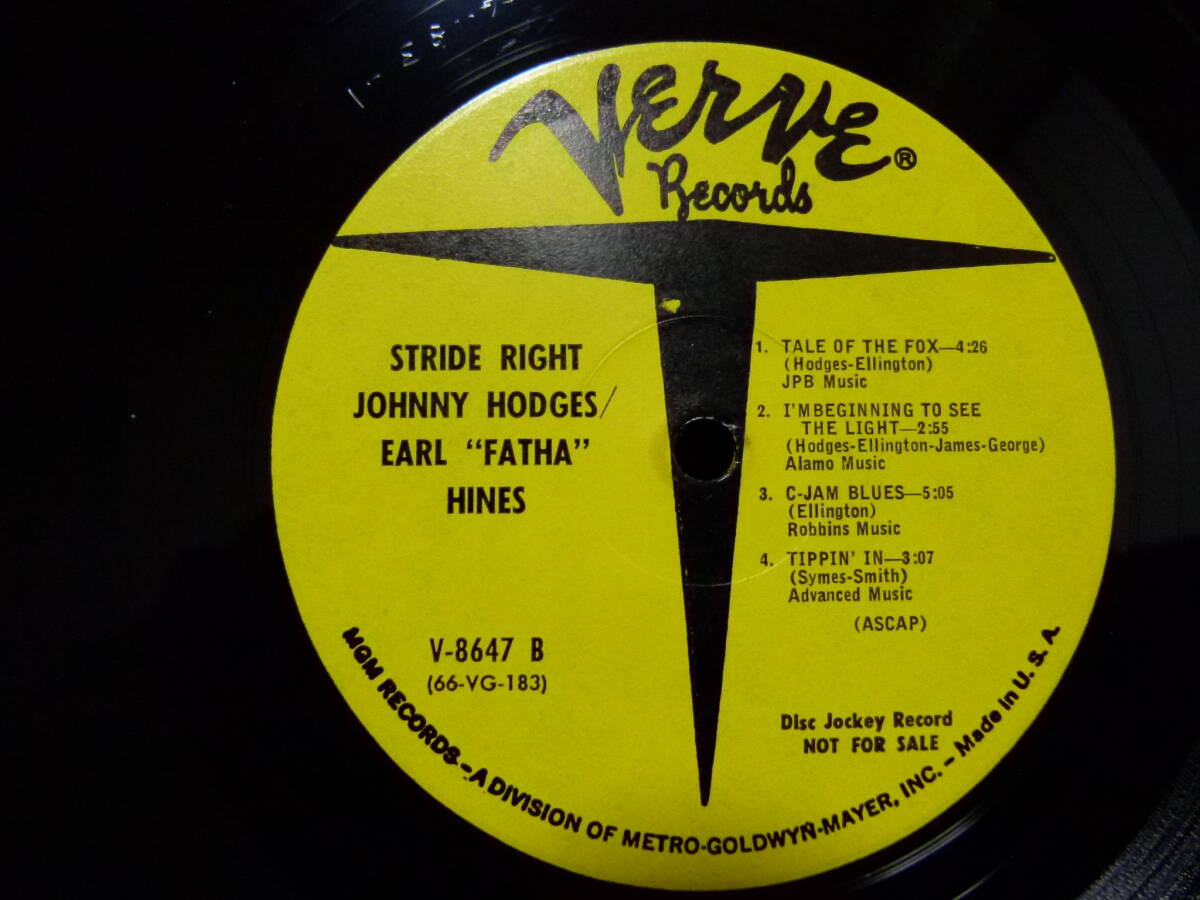 Verve ®
Records
STRIDE RIGHT
JOHNNY HODGES/
EARL “FATHA”
HINES
V-8647 B
(66-VG-183)
1. TALE OF THE FOX—4:26
(Hodges-Ellington)
JPB Music
2. I'MBEGINNING TO SEE
THE LIGHT—2:55
(Hodges-Ellington-James-George)
Alamo Music
3. C-JAM BLUES—5:05
(Ellington)
Robbins Music
4. TIPPIN' IN—3:07
(Symes-Smith)
Advanced Music
(ASCAP)
Disc Jockey Record
NOT FOR SALE
MGM RECORDS - A DIVISION OF METRO-GOLDWYN-MAYER, INC. - Made in U. S. A.